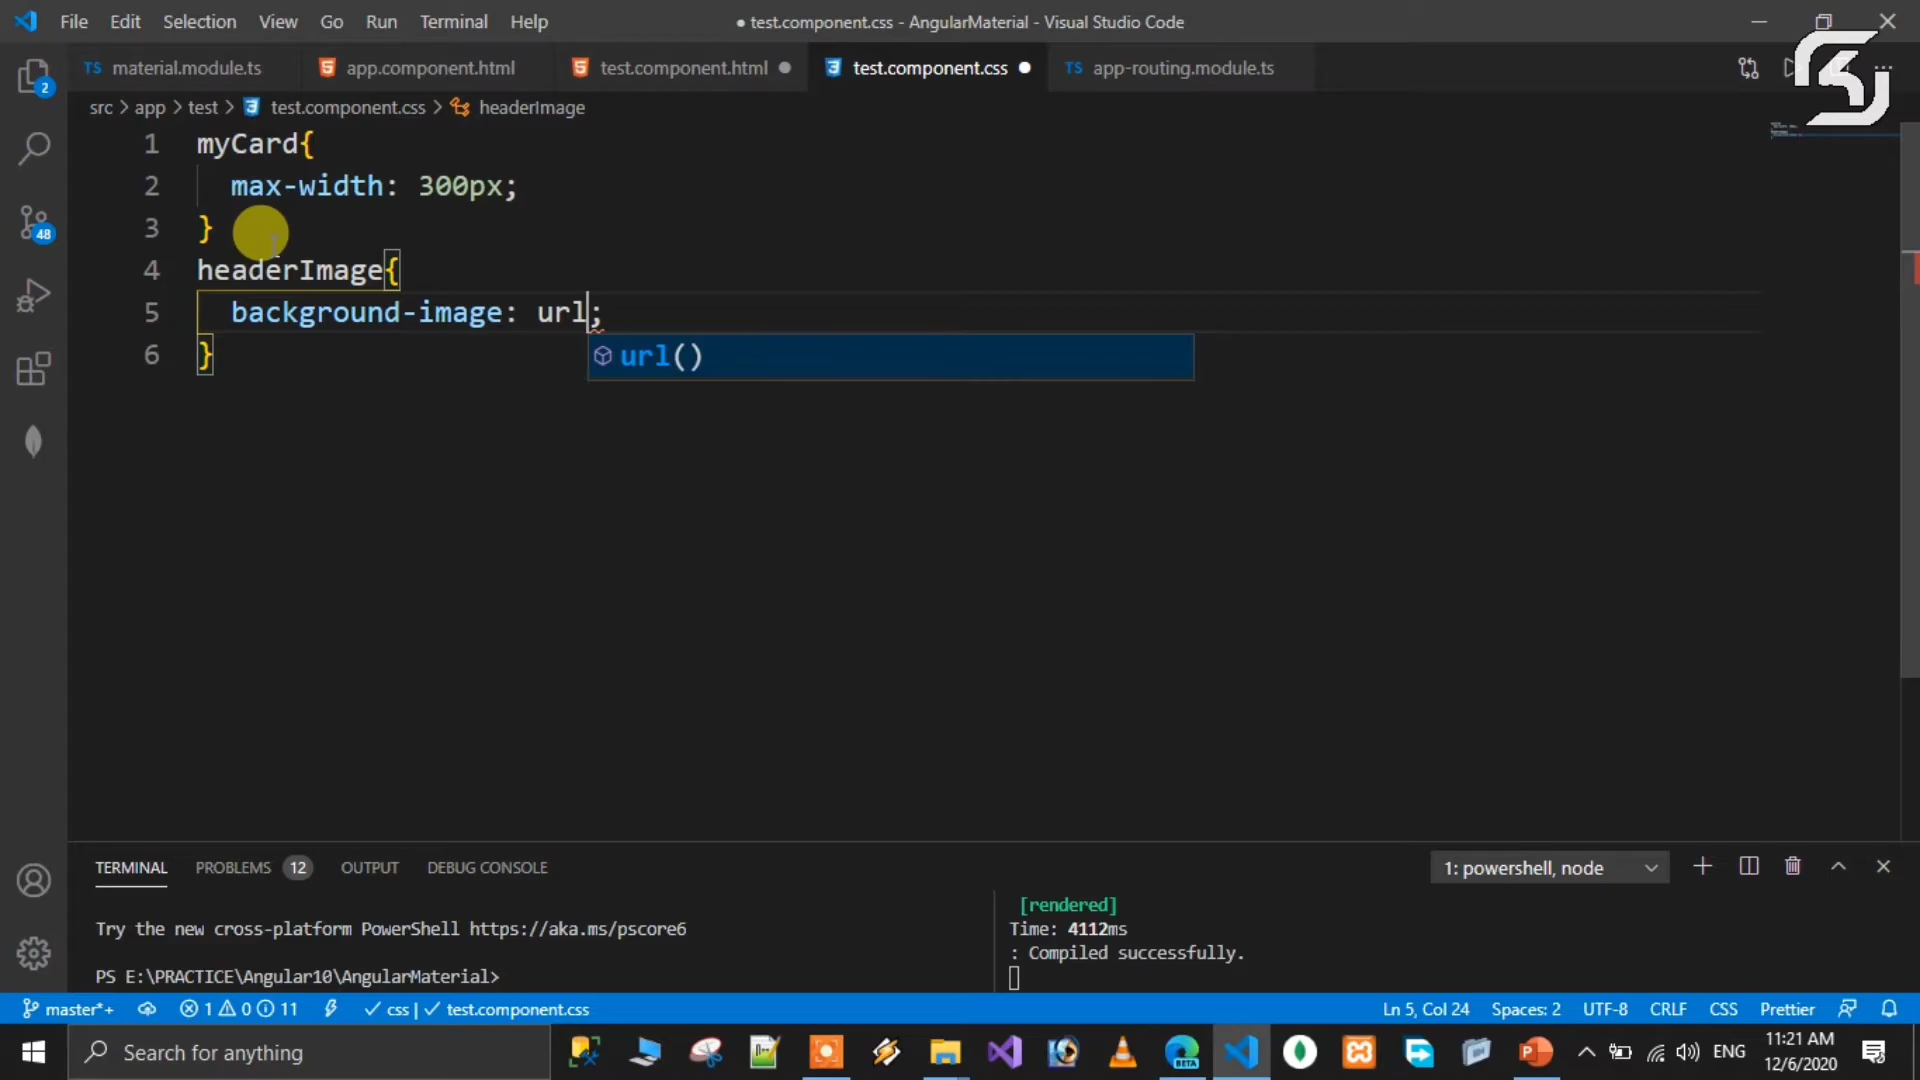 File Edit Selection View Go Run Terminal Help ● test.component.css - AngularMaterial - Visual Studio Code
TS material.module.ts app.component.html test.component.html ● test.component.css ● TS app-routing.module.ts
src > app > test > test.component.css > headerImage
1 myCard{
2 max-width: 300px;
3 }
4 headerImage{
5 background-image: url;
url()
6 }
2
48
TERMINAL PROBLEMS 12 OUTPUT DEBUG CONSOLE 1: powershell, node
Try the new cross-platform PowerShell https://aka.ms/pscore6
PS E:\PRACTICE\Angular10\AngularMaterial>
[rendered]
Time: 4112ms
: Compiled successfully.
master*+ 1 0 11 css | test.component.css Ln 5, Col 24 Spaces: 2 UTF-8 CRLF CSS Prettier
Search for anything BETA ENG 11:21 AM
12/6/2020